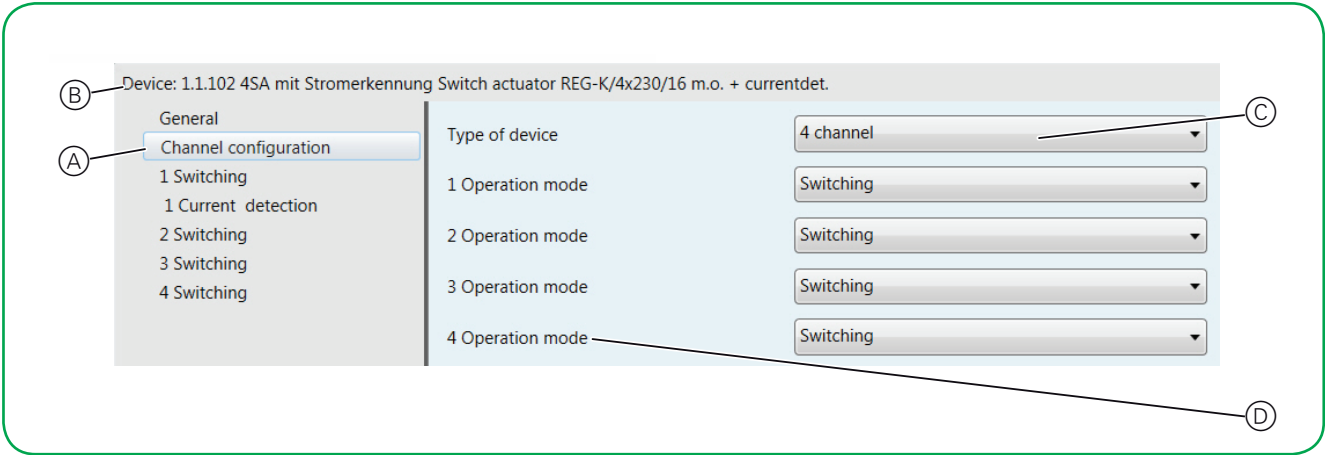 B
Device: 1.1.102 4SA mit Stromerkennung Switch actuator REG-K/4x230/16 m.o. + currentdet.
A
General
Channel configuration
1 Switching
1 Current detection
2 Switching
3 Switching
4 Switching
Type of device
4 channel
C
1 Operation mode
Switching
2 Operation mode
Switching
3 Operation mode
Switching
4 Operation mode
Switching
D